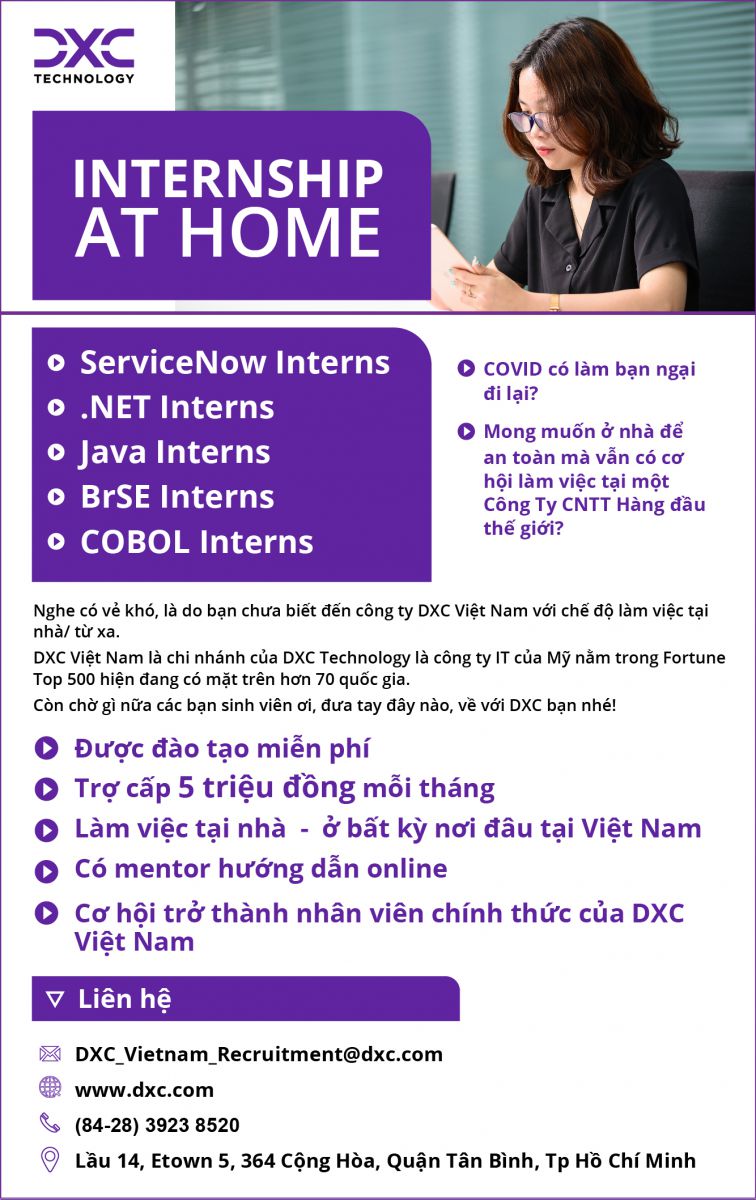 DXC
TECHNOLOGY
INTERNSHIP
AT HOME
ServiceNow Interns
.NET Interns
Java Interns
BrSE Interns
COBOL Interns
COVID có làm bạn ngại
đi lại?
Mong muốn ở nhà để
an toàn mà vẫn có cơ
hội làm việc tại một
Công Ty CNTT Hàng đầu
thế giới?
Nghe có vẻ khó, là do bạn chưa biết đến công ty DXC Việt Nam với chế độ làm việc tại
nhà/ từ xa.
DXC Việt Nam là chi nhánh của DXC Technology là công ty IT của Mỹ nằm trong Fortune
Top 500 hiện đang có mặt trên hơn 70 quốc gia.
Còn chờ gì nữa các bạn sinh viên ơi, đưa tay đây nào, về với DXC bạn nhé!
Được đào tạo miễn phí
Trợ cấp 5 triệu đồng mỗi tháng
Làm việc tại nhà - ở bất kỳ nơi đâu tại Việt Nam
Có mentor hướng dẫn online
Cơ hội trở thành nhân viên chính thức của DXC
Việt Nam
Liên hệ
DXC_Vietnam_Recruitment@dxc.com
www.dxc.com
(84-28) 3923 8520
Lầu 14, Etown 5, 364 Cộng Hòa, Quận Tân Bình, Tp Hồ Chí Minh